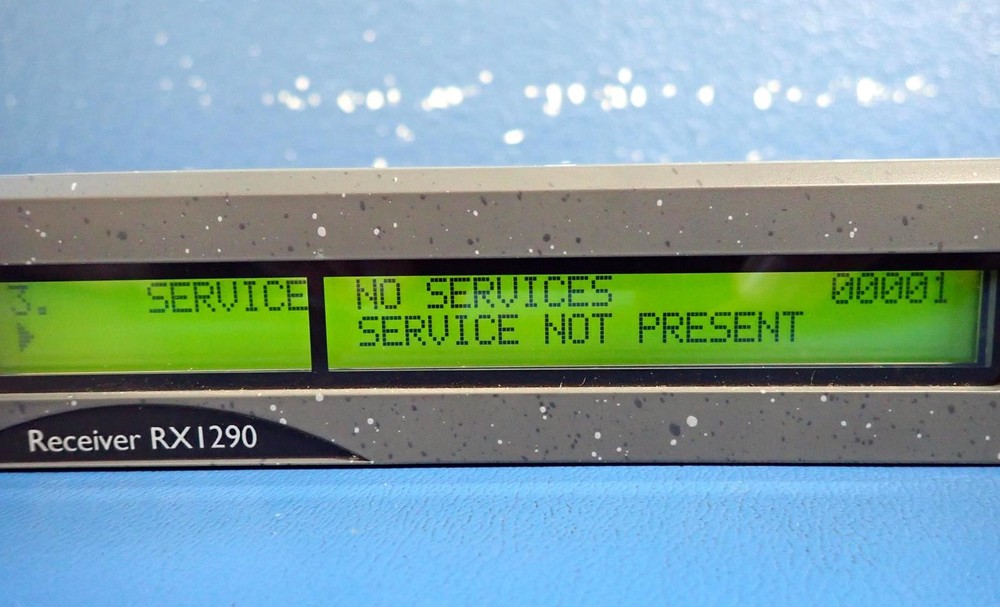 3. SERVICE
NO SERVICES 00001
SERVICE NOT PRESENT
Receiver RX1290